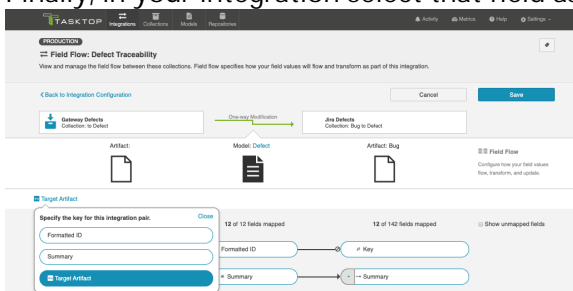 Finally, in your integration select that field as
TASKTOP
Integrations
Collections
Models
Repositories
Activity
Metrics
Help
Settings
PRODUCTION
Field Flow: Defect Traceability
View and manage the field flow between these collections. Field flow specifies how your field values will flow and transform as part of this integration.
Back to Integration Configuration
Cancel
Save
Gateway Defects
Collection: to Defect
One-way Modification
Jira Defects
Collection: Bug to Defect
Artifact:
Model: Defect
Artifact: Bug
Field Flow
Configure how your field values
flow, transform, and update.
Target Artifact
Specify the key for this integration pair.
Close
Formatted ID
Summary
Target Artifact
12 of 12 fields mapped
12 of 142 fields mapped
Show unmapped fields
Formatted ID
Key
Summary
Summary